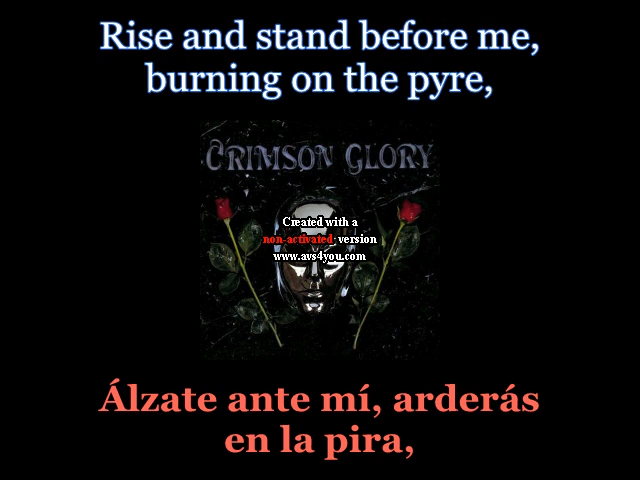 Rise and stand before me,
burning on the pyre,
CRIMSON GLORY
Created with a
non-activated version
www.avs4you.com
Álzate ante mí, arderás
en la pira,